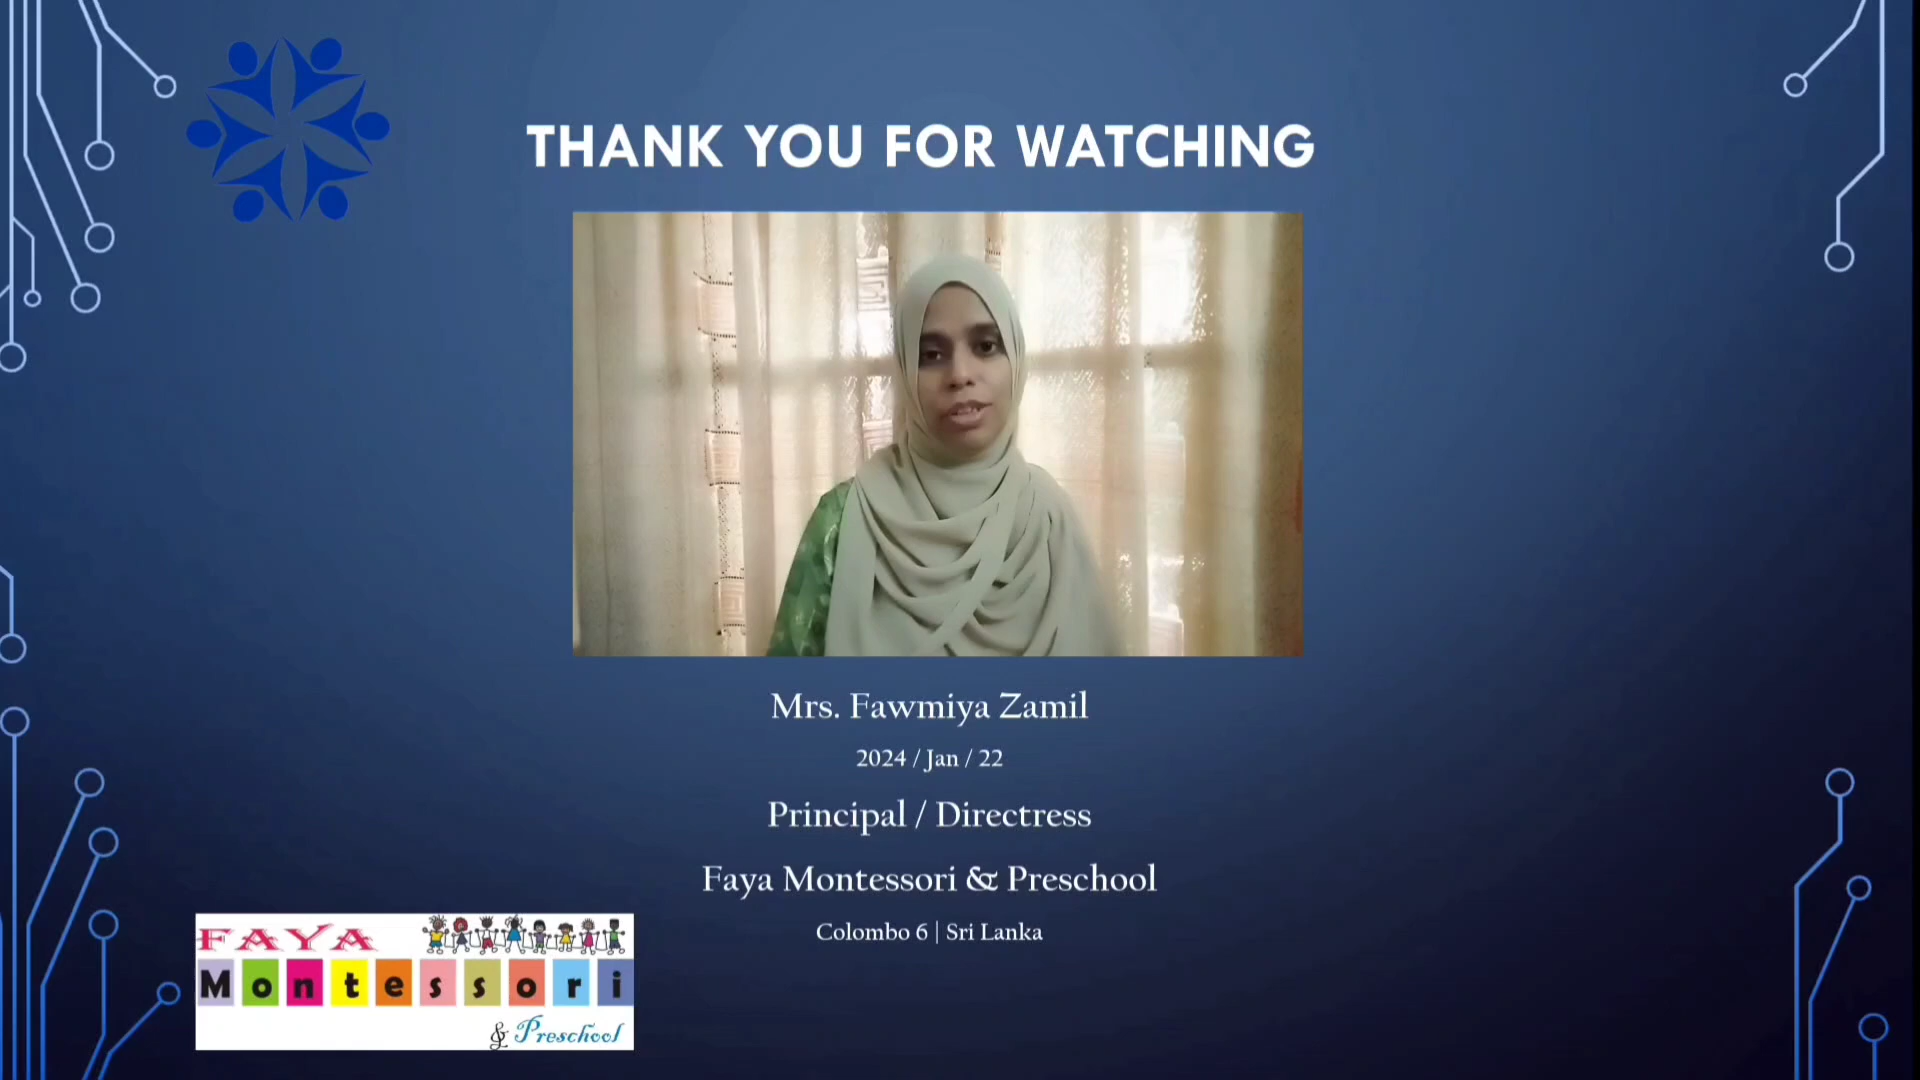 THANK YOU FOR WATCHING
Mrs. Fawmiya Zamil
2024 / Jan / 22
Principal / Directress
Faya Montessori & Preschool
Colombo 6 | Sri Lanka
FAYA
Montessori
& Preschool